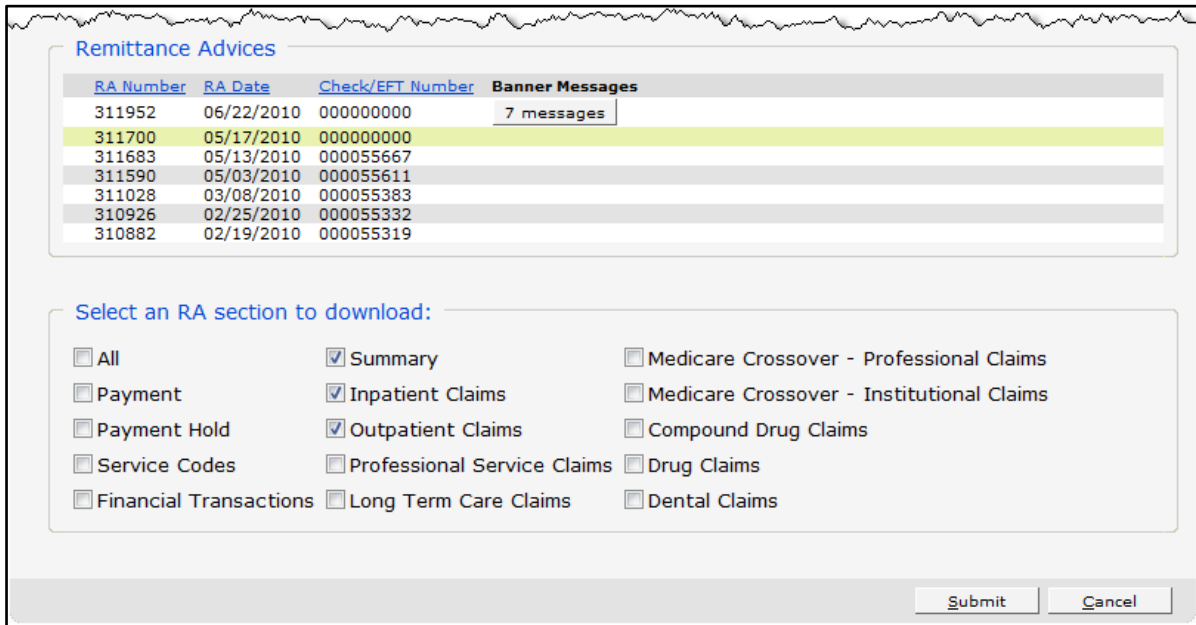 Remittance Advices
RA Number RA Date Check/EFT Number Banner Messages
311952 06/22/2010 000000000 7 messages
311700 05/17/2010 000000000
311683 05/13/2010 000055667
311590 05/03/2010 000055611
311028 03/08/2010 000055383
310926 02/25/2010 000055332
310882 02/19/2010 000055319
Select an RA section to download:
All Summary Medicare Crossover - Professional Claims
Payment Inpatient Claims Medicare Crossover - Institutional Claims
Payment Hold Outpatient Claims Compound Drug Claims
Service Codes Professional Service Claims Drug Claims
Financial Transactions Long Term Care Claims Dental Claims
Submit Cancel